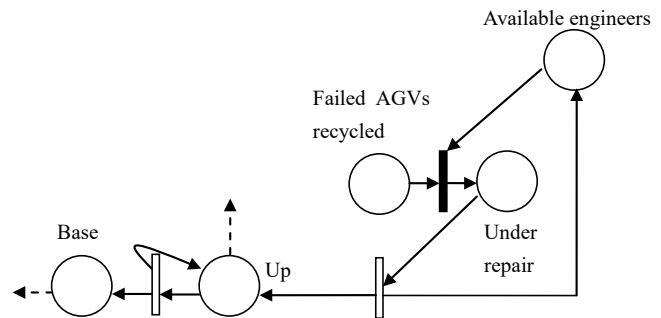 Available engineers
Failed AGVs
recycled
Base
Up
Under
repair